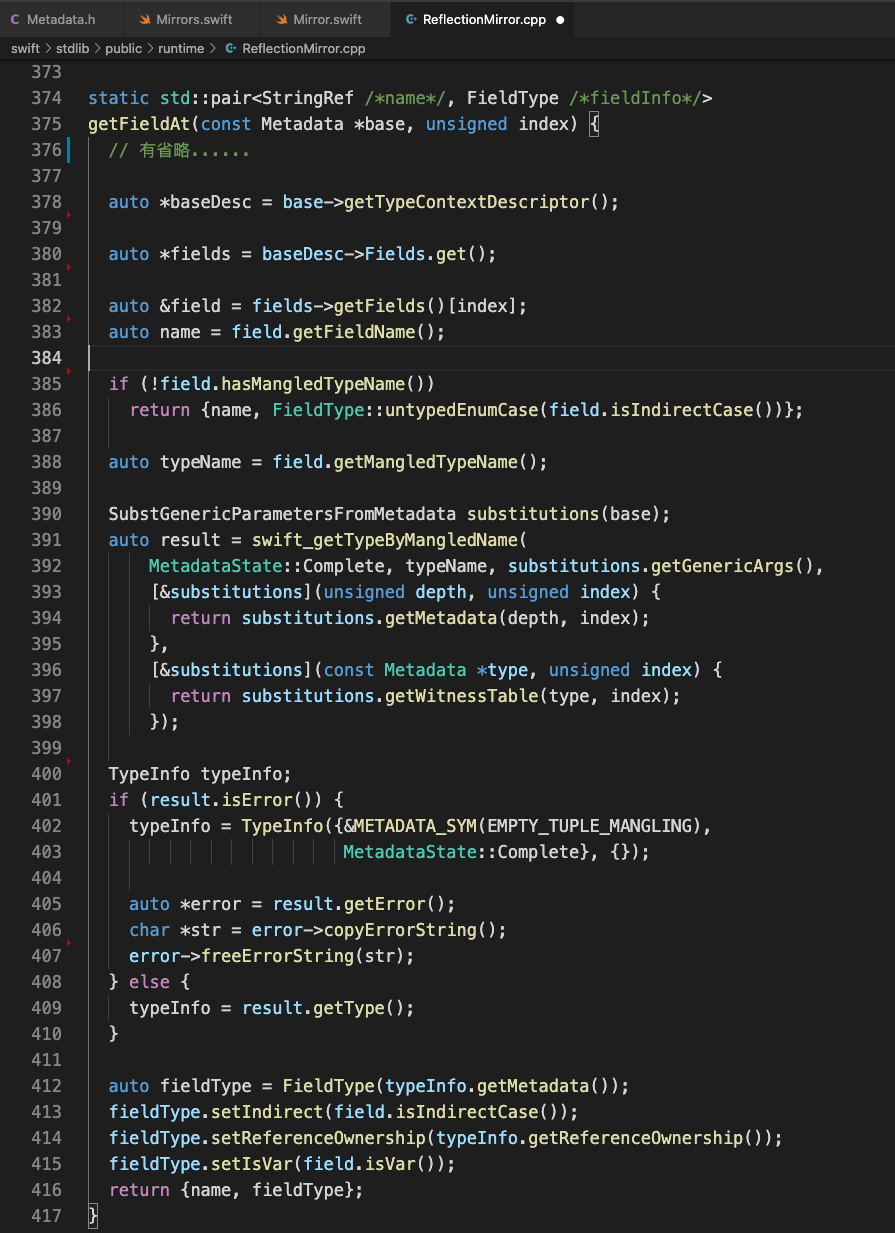 Metadata.h Mirrors.swift Mirror.swift ReflectionMirror.cpp ●
swift > stdlib > public > runtime > ReflectionMirror.cpp
373
374 static std::pair<StringRef /*name*/, FieldType /*fieldInfo*/>
375 getFieldAt(const Metadata *base, unsigned index) {
376   // 有省略......
377
378   auto *baseDesc = base->getTypeContextDescriptor();
379
380   auto *fields = baseDesc->Fields.get();
381
382   auto &field = fields->getFields()[index];
383   auto name = field.getFieldName();
384
385   if (!field.hasMangledTypeName())
386     return {name, FieldType::untypedEnumCase(field.isIndirectCase())};
387
388   auto typeName = field.getMangledTypeName();
389
390   SubstGenericParametersFromMetadata substitutions(base);
391   auto result = swift_getTypeByMangledName(
392       MetadataState::Complete, typeName, substitutions.getGenericArgs(),
393       [&substitutions](unsigned depth, unsigned index) {
394         return substitutions.getMetadata(depth, index);
395       },
396       [&substitutions](const Metadata *type, unsigned index) {
397         return substitutions.getWitnessTable(type, index);
398       });
399
400   TypeInfo typeInfo;
401   if (result.isError()) {
402     typeInfo = TypeInfo({&METADATA_SYM(EMPTY_TUPLE_MANGLING),
403                          MetadataState::Complete}, {});
404
405     auto *error = result.getError();
406     char *str = error->copyErrorString();
407     error->freeErrorString(str);
408   } else {
409     typeInfo = result.getType();
410   }
411
412   auto fieldType = FieldType(typeInfo.getMetadata());
413   fieldType.setIndirect(field.isIndirectCase());
414   fieldType.setReferenceOwnership(typeInfo.getReferenceOwnership());
415   fieldType.setIsVar(field.isVar());
416   return {name, fieldType};
417 }